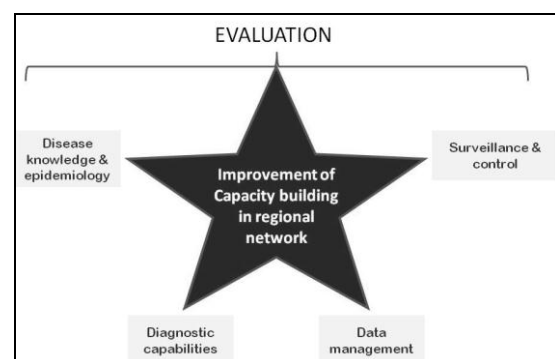 EVALUATION
Disease
knowledge &
epidemiology
Surveillance &
control
Improvement of
Capacity building
in regional
network
Diagnostic
capabilities
Data
management